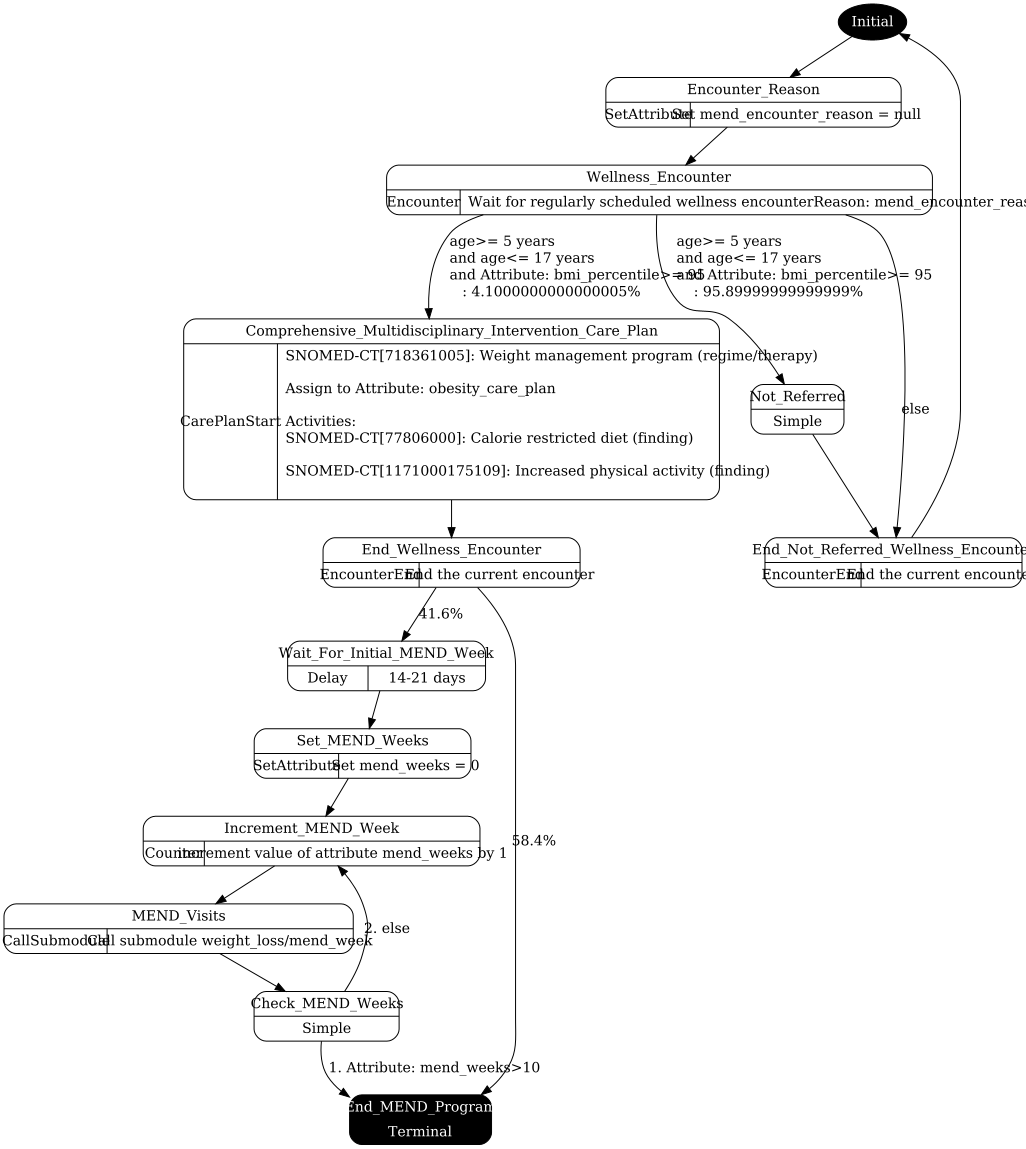 Initial
Encounter_Reason
SetAttribute Set mend_encounter_reason = null
Wellness_Encounter
Encounter Wait for regularly scheduled wellness encounterReason: mend_encounter_reas
age>= 5 years
and age<= 17 years
and Attribute: bmi_percentile>= 95
: 4.1000000000000005%
age>= 5 years
and age<= 17 years
and Attribute: bmi_percentile>= 95
: 95.89999999999999%
Comprehensive_Multidisciplinary_Intervention_Care_Plan
CarePlanStart
SNOMED-CT[718361005]: Weight management program (regime/therapy)
Assign to Attribute: obesity_care_plan
Activities:
SNOMED-CT[77806000]: Calorie restricted diet (finding)
SNOMED-CT[1171000175109]: Increased physical activity (finding)
Not_Referred
Simple
else
End_Wellness_Encounter
EncounterEnd End the current encounter
End_Not_Referred_Wellness_Encounte
EncounterEnd End the current encounte
41.6%
Wait_For_Initial_MEND_Week
Delay 14-21 days
Set_MEND_Weeks
SetAttribute Set mend_weeks = 0
Increment_MEND_Week
Counter increment value of attribute mend_weeks by 1
58.4%
MEND_Visits
CallSubmodule Call submodule weight_loss/mend_week
2. else
Check_MEND_Weeks
Simple
1. Attribute: mend_weeks>10
End_MEND_Program
Terminal